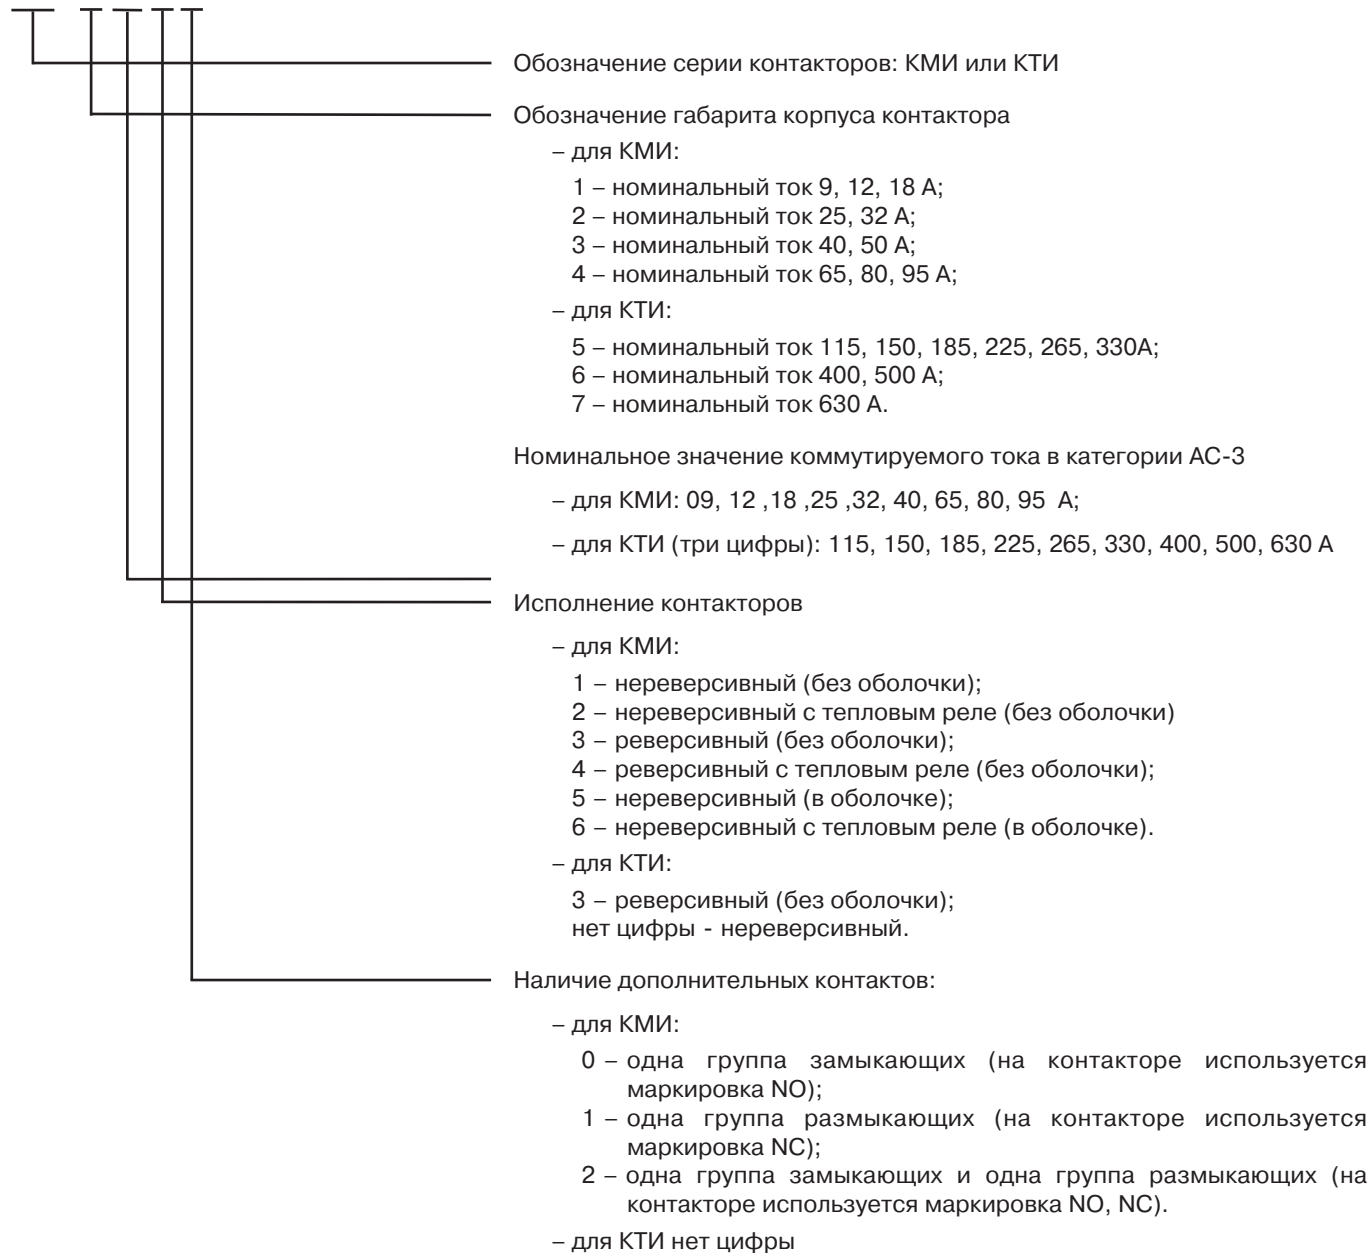 Обозначение серии контакторов: КМИ или КТИ
Обозначение габарита корпуса контактора
– для КМИ:
1 – номинальный ток 9, 12, 18 А;
2 – номинальный ток 25, 32 А;
3 – номинальный ток 40, 50 А;
4 – номинальный ток 65, 80, 95 А;
– для КТИ:
5 – номинальный ток 115, 150, 185, 225, 265, 330А;
6 – номинальный ток 400, 500 А;
7 – номинальный ток 630 А.
Номинальное значение коммутируемого тока в категории АС-3
– для КМИ: 09, 12 ,18 ,25 ,32, 40, 65, 80, 95 А;
– для КТИ (три цифры): 115, 150, 185, 225, 265, 330, 400, 500, 630 А
Исполнение контакторов
– для КМИ:
1 – нереверсивный (без оболочки);
2 – нереверсивный с тепловым реле (без оболочки)
3 – реверсивный (без оболочки);
4 – реверсивный с тепловым реле (без оболочки);
5 – нереверсивный (в оболочке);
6 – нереверсивный с тепловым реле (в оболочке).
– для КТИ:
3 – реверсивный (без оболочки);
нет цифры - нереверсивный.
Наличие дополнительных контактов:
– для КМИ:
0 – одна группа замыкающих (на контакторе используется
маркировка NO);
1 – одна группа размыкающих (на контакторе используется
маркировка NC);
2 – одна группа замыкающих и одна группа размыкающих (на
контакторе используется маркировка NO, NC).
– для КТИ нет цифры